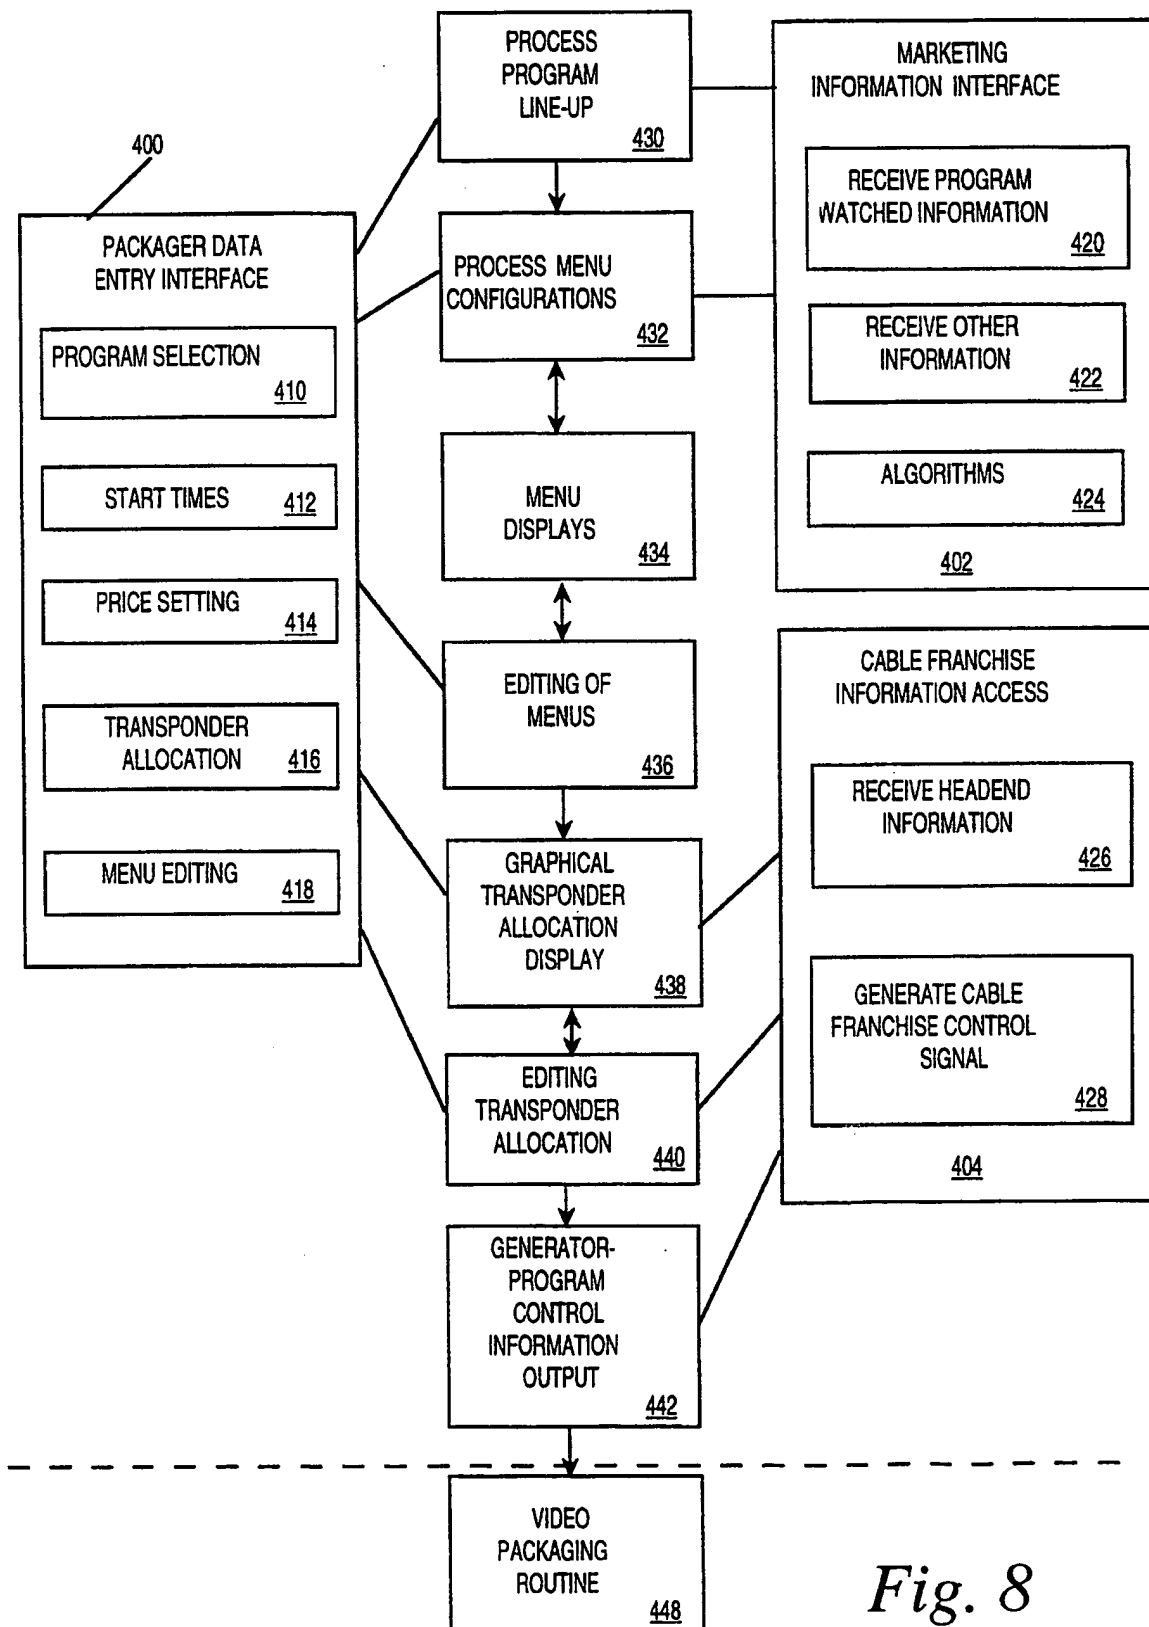 400
PACKAGER DATA
ENTRY INTERFACE
PROGRAM SELECTION
410
START TIMES
412
PRICE SETTING
414
TRANSPONDER
ALLOCATION
416
MENU EDITING
418
PROCESS
PROGRAM
LINE-UP
430
PROCESS MENU
CONFIGURATIONS
432
MENU
DISPLAYS
434
EDITING OF
MENUS
436
GRAPHICAL
TRANSPONDER
ALLOCATION
DISPLAY
438
EDITING
TRANSPONDER
ALLOCATION
440
GENERATOR-
PROGRAM
CONTROL
INFORMATION
OUTPUT
442
VIDEO
PACKAGING
ROUTINE
448
MARKETING
INFORMATION INTERFACE
RECEIVE PROGRAM
WATCHED INFORMATION
420
RECEIVE OTHER
INFORMATION
422
ALGORITHMS
424
402
CABLE FRANCHISE
INFORMATION ACCESS
RECEIVE HEADEND
INFORMATION
426
GENERATE CABLE
FRANCHISE CONTROL
SIGNAL
428
404
Fig. 8